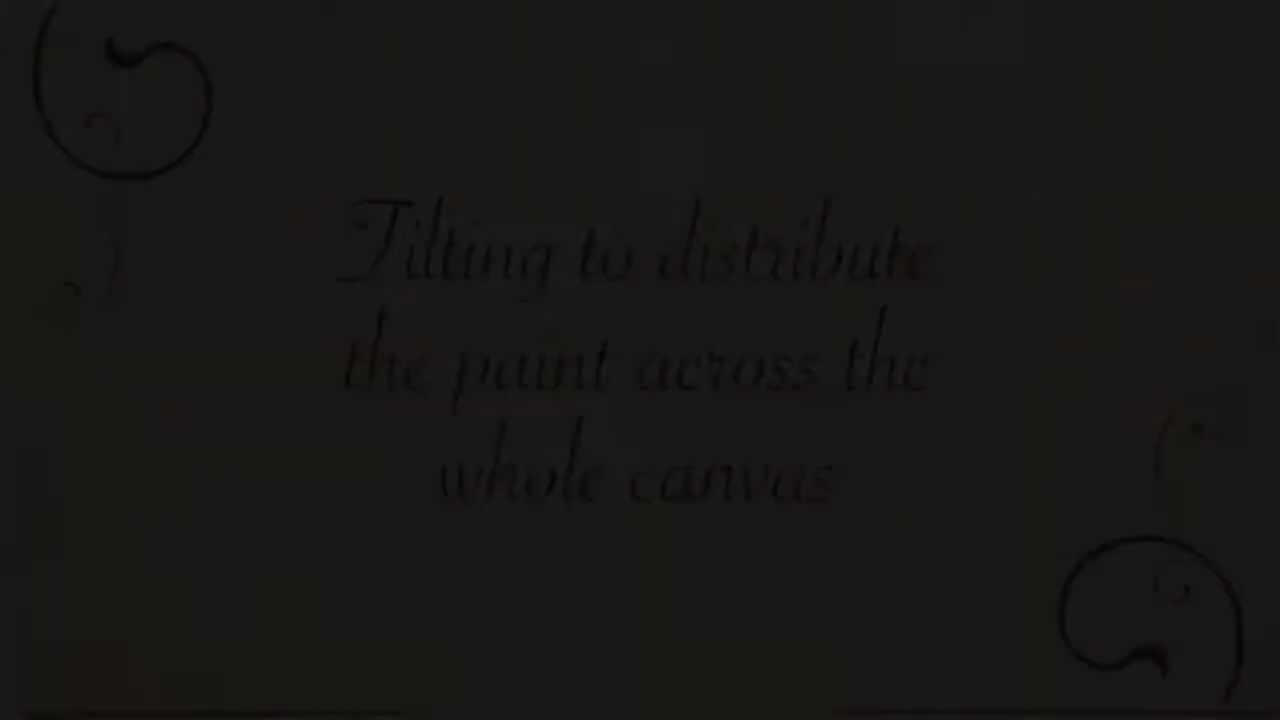 Tilting to distribute
the paint across the
whole canvas